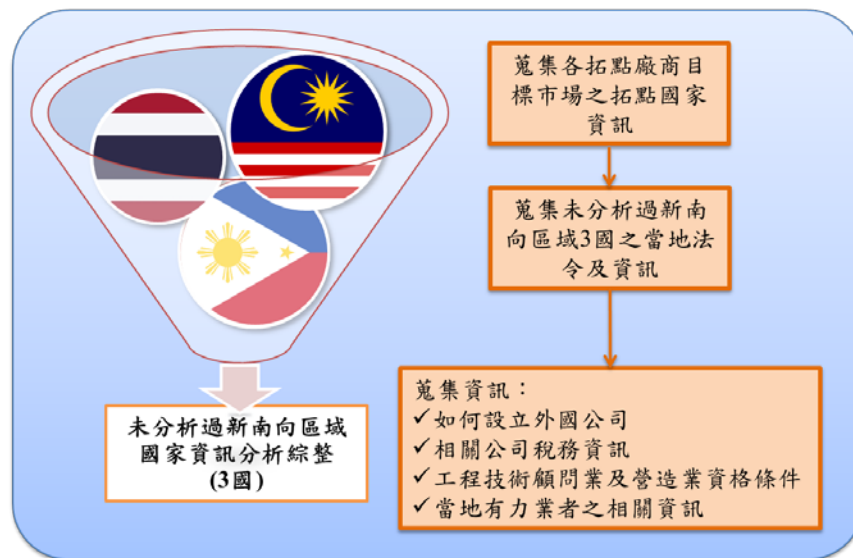 蒐集各拓點廠商目
標市場之拓點國家
資訊
蒐集未分析過新南
向區域3國之當地法
令及資訊
未分析過新南向區域
國家資訊分析綜整
(3國)
蒐集資訊：
✓如何設立外國公司
✓相關公司稅務資訊
✓工程技術顧問業及營造業資格條件
✓當地有力業者之相關資訊